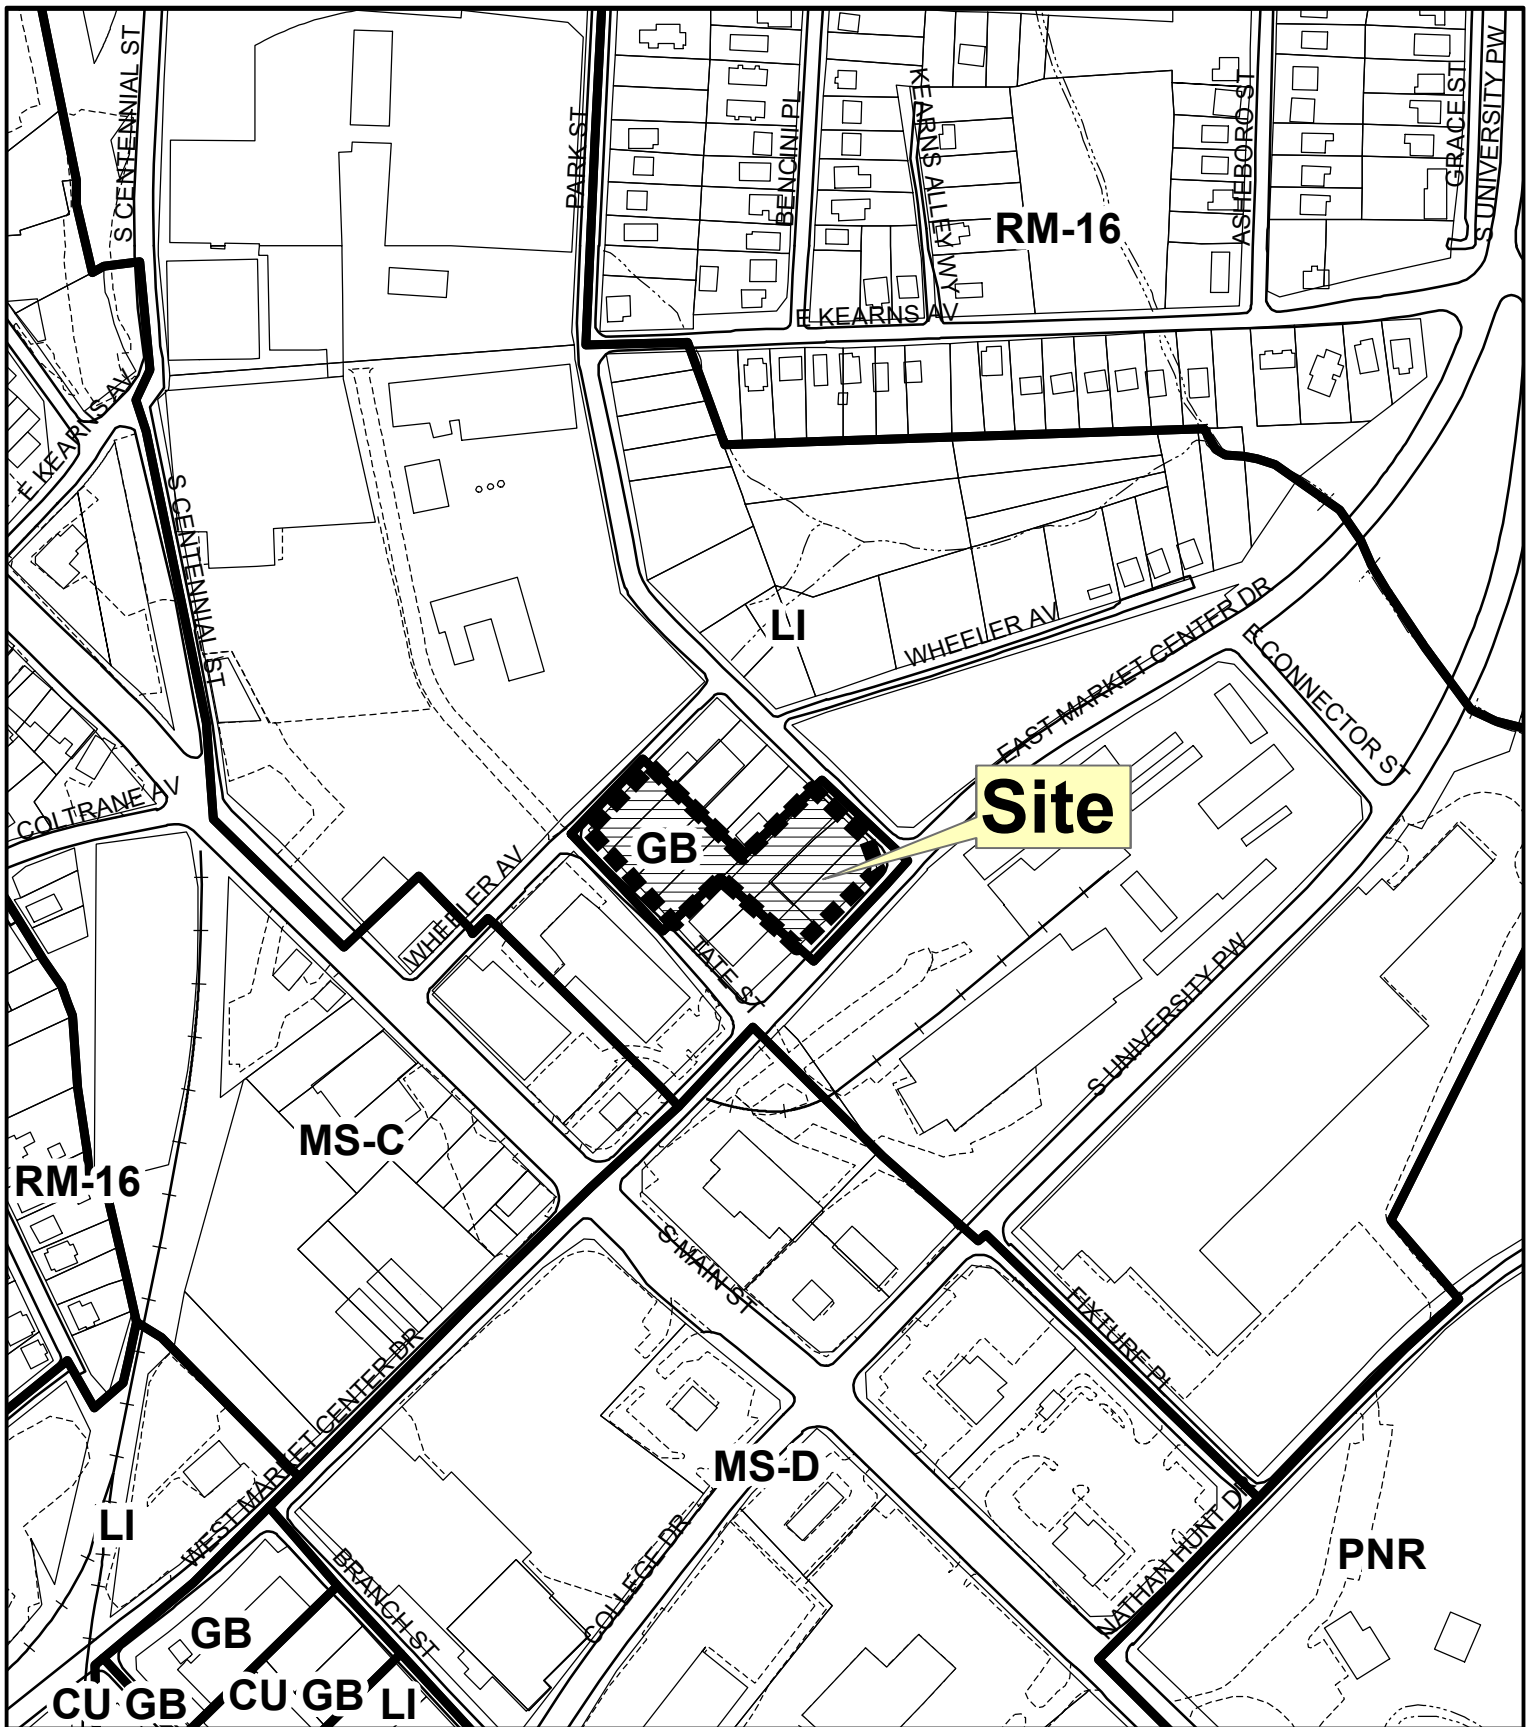 S CENTENNIAL ST
PARK ST
BENCINI PL
KEARNS ALLEY WY
ASHEBORO ST
GRACE ST
S UNIVERSITY PW
RM-16
E KEARNS AV
E KEARNS AV
S CENTENNIAL ST
LI
WHEELER AV
EAST MARKET CENTER DR
E CONNECTOR ST
COLTRANE AV
Site
GB
WHEELER AV
TATE ST
S UNIVERSITY PW
MS-C
RM-16
S MAIN ST
FIXTURE PL
WEST MARKET CENTER DR
MS-D
NATHAN HUNT DR
LI
BRANCH ST
COLLEGE DR
PNR
GB
CU GB
CU GB
LI